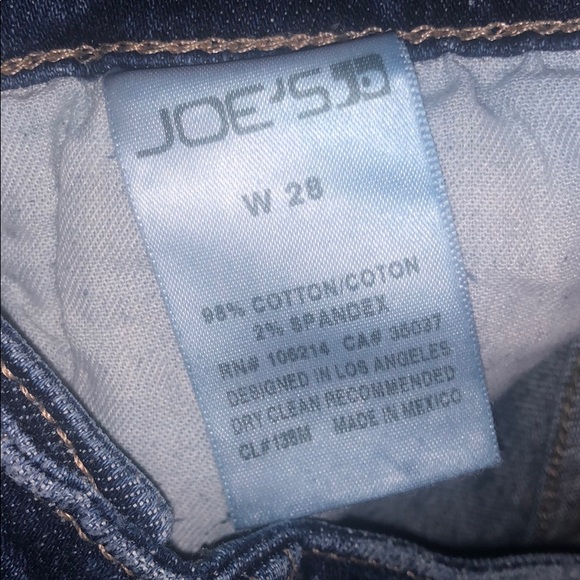 JOE'S
W 28
98% COTTON/COTON
2% SPANDEX
RN# 106214 CA# 35037
DESIGNED IN LOS ANGELES
DRY CLEAN RECOMMENDED
CL#139M MADE IN MEXICO